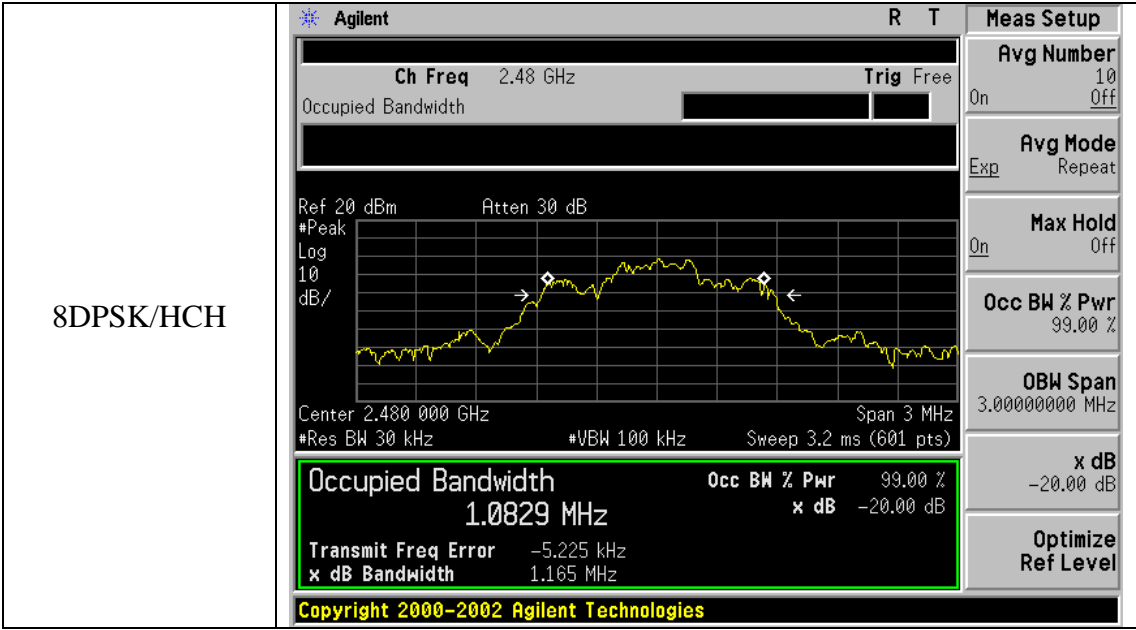 8DPSK/HCH
Agilent R T
Ch Freq 2.48 GHz Trig Free
Occupied Bandwidth
Ref 20 dBm Atten 30 dB
#Peak
Log
10
dB/
Center 2.480 000 GHz Span 3 MHz
#Res BW 30 kHz #VBW 100 kHz Sweep 3.2 ms (601 pts)
Occupied Bandwidth Occ BW % Pwr 99.00 %
1.0829 MHz x dB -20.00 dB
Transmit Freq Error -5.225 kHz
x dB Bandwidth 1.165 MHz
Copyright 2000-2002 Agilent Technologies
Meas Setup
Avg Number
10
On Off
Avg Mode
Exp Repeat
Max Hold
On Off
Occ BW % Pwr
99.00 %
OBW Span
3.00000000 MHz
x dB
-20.00 dB
Optimize
Ref Level